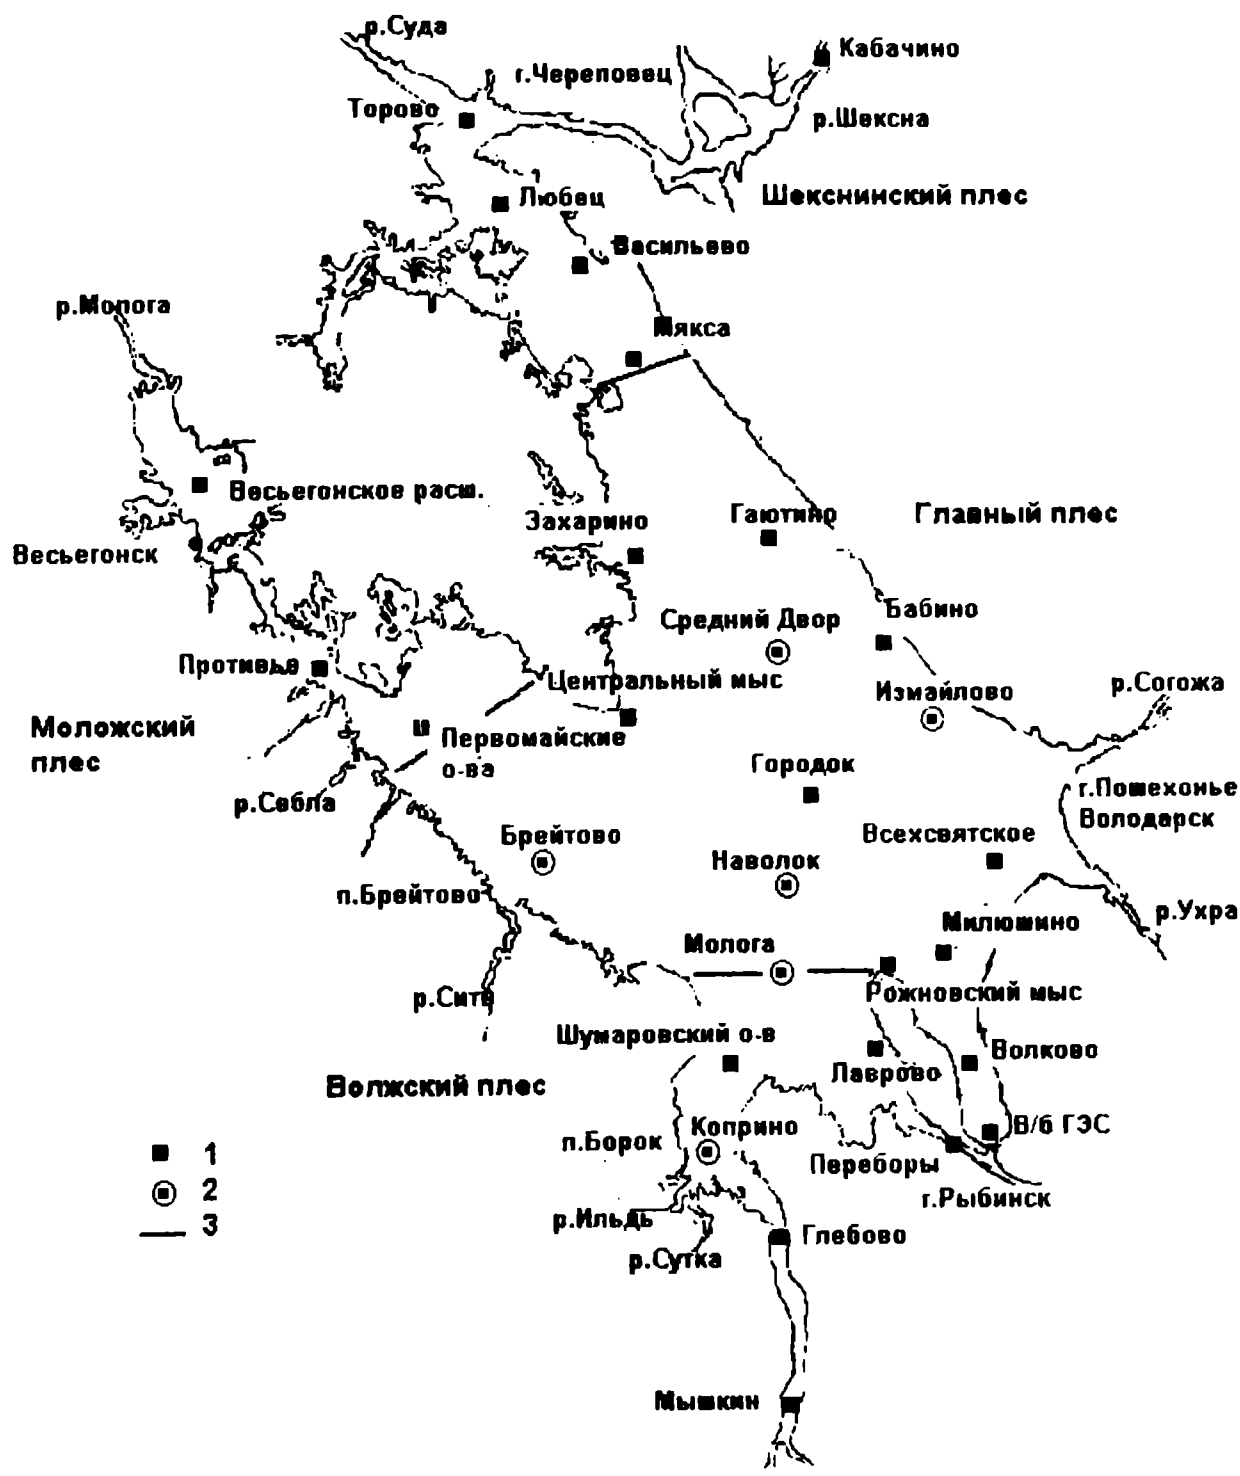 р.Суда
Кабачино
г.Череповец
Торово
р.Шексна
Шекснинский плес
Любец
Васильево
р.Молога
Мякса
Весьегонское расш.
Захарино
Гаютино
Главный плес
Весьегонск
Бабино
Средний Двор
Противье
Центральный мыс
Измайлово
р.Согожа
Моложский
плес
Первомайские
о-ва
Городок
г.Пошехонье
Володарск
р.Себла
Брейтово
Всехсвятское
Наволок
п.Брейтово
Милюшино
р.Ухра
Молога
р.Сить
Рожновский мыс
Шумаровский о-в
Волково
Лаврово
Волжский плес
п.Борок
Коприно
В/б ГЭС
Переборы
г.Рыбинск
1
2
3
р.Ильдь
р.Сутка
Глебово
Мышкин